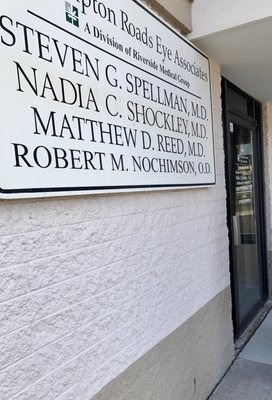 pton Roads Eye Associates
A Division of Riverside Medical Group
STEVEN G. SPELLMAN, M.D.
NADIA C. SHOCKLEY, M.D.
MATTHEW D. REED, M.D.
ROBERT M. NOCHIMSON, O.D.